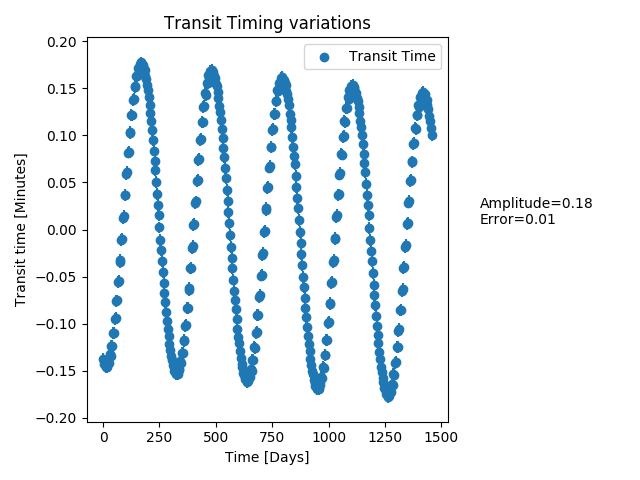 Transit Timing variations
Transit Time
Transit time [Minutes]
0.20
0.15
0.10
0.05
0.00
−0.05
−0.10
−0.15
−0.20
0
250
500
750
1000
1250
1500
Time [Days]
Amplitude=0.18
Error=0.01